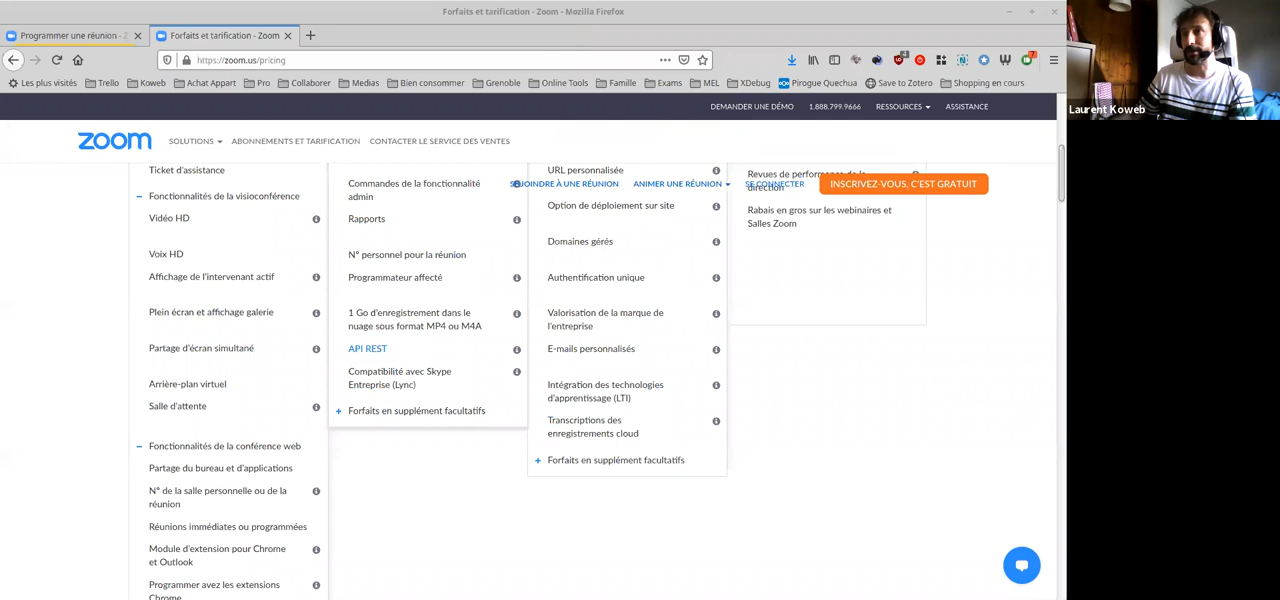 Forfaits et tarification - Zoom - Mozilla Firefox
Programmer une réunion - Z
Forfaits et tarification - Zoom
https://zoom.us/pricing
4
7
Les plus visités
Trello
Koweb
Achat Appart
Pro
Collaborer
Medias
Bien consommer
Grenoble
Online Tools
Famille
Exams
MEL
XDebug
Pirogue Quechua
Save to Zotero
Shopping en cours
DEMANDER UNE DÉMO
1.888.799.9666
RESSOURCES
ASSISTANCE
zoom
SOLUTIONS
ABONNEMENTS ET TARIFICATION
CONTACTER LE SERVICE DES VENTES
REJOINDRE À UNE RÉUNION
ANIMER UNE RÉUNION
SE CONNECTER
INSCRIVEZ-VOUS, C'EST GRATUIT
Ticket d'assistance
Fonctionnalités de la visioconférence
Vidéo HD
Voix HD
Affichage de l'intervenant actif
Plein écran et affichage galerie
Partage d'écran simultané
Arrière-plan virtuel
Salle d'attente
Fonctionnalités de la conférence web
Partage du bureau et d'applications
N° de la salle personnelle ou de la
réunion
Réunions immédiates ou programmées
Module d'extension pour Chrome
et Outlook
Programmer avez les extensions
Chrome
Commandes de la fonctionnalité
admin
Rapports
N° personnel pour la réunion
Programmateur affecté
1 Go d'enregistrement dans le
nuage sous format MP4 ou M4A
API REST
Compatibilité avec Skype
Entreprise (Lync)
Forfaits en supplément facultatifs
URL personnalisée
Option de déploiement sur site
Domaines gérés
Authentification unique
Valorisation de la marque de
l'entreprise
E-mails personnalisés
Intégration des technologies
d'apprentissage (LTI)
Transcriptions des
enregistrements cloud
Forfaits en supplément facultatifs
Revues de performance de la
direction
Rabais en gros sur les webinaires et
Salles Zoom
Laurent Koweb